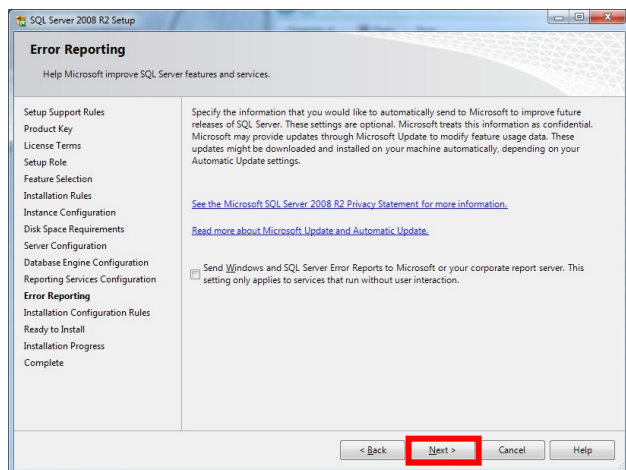 SQL Server 2008 R2 Setup
Error Reporting
Help Microsoft improve SQL Server features and services.
Setup Support Rules
Product Key
License Terms
Setup Role
Feature Selection
Installation Rules
Instance Configuration
Disk Space Requirements
Server Configuration
Database Engine Configuration
Reporting Services Configuration
Error Reporting
Installation Configuration Rules
Ready to Install
Installation Progress
Complete
Specify the information that you would like to automatically send to Microsoft to improve future
releases of SQL Server. These settings are optional. Microsoft treats this information as confidential.
Microsoft may provide updates through Microsoft Update to modify feature usage data. These
updates might be downloaded and installed on your machine automatically, depending on your
Automatic Update settings.
See the Microsoft SQL Server 2008 R2 Privacy Statement for more information.
Read more about Microsoft Update and Automatic Update.
Send Windows and SQL Server Error Reports to Microsoft or your corporate report server. This
setting only applies to services that run without user interaction.
< Back
Next >
Cancel
Help